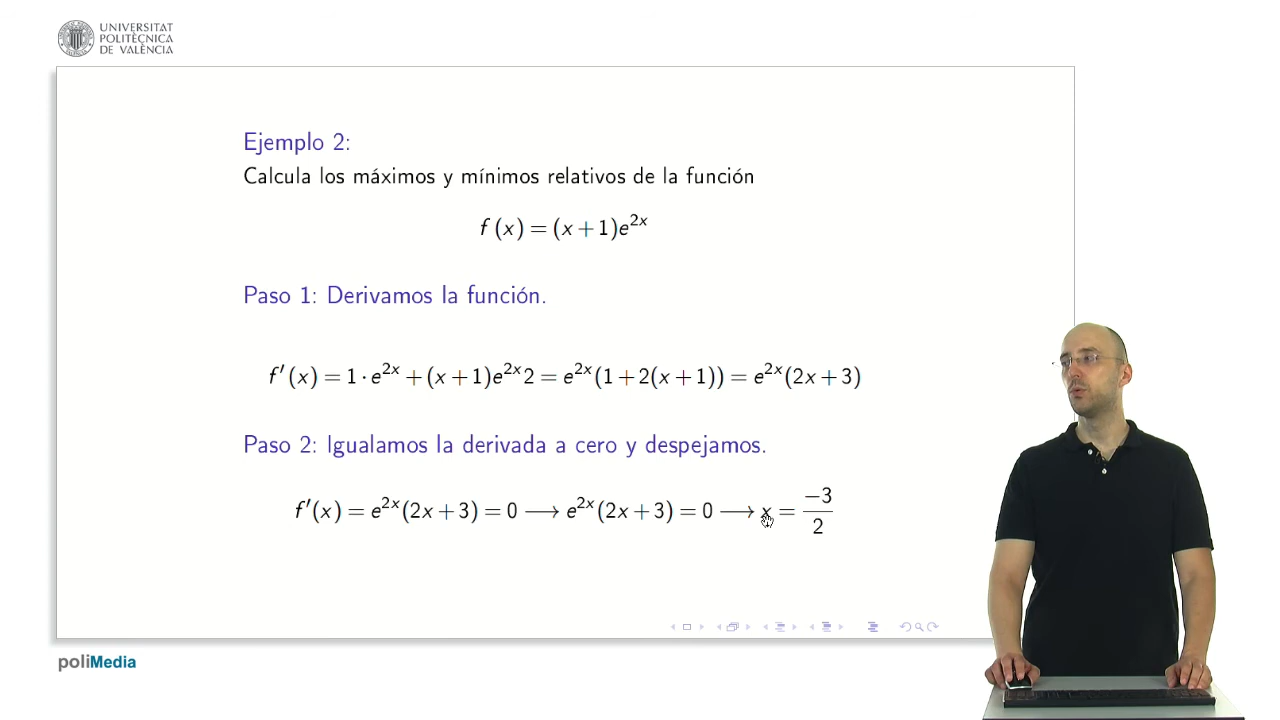 UNIVERSITAT
POLITÈCNICA
DE VALÈNCIA
Ejemplo 2:
Calcula los máximos y mínimos relativos de la función
f(x) = (x+1)e^{2x}
Paso 1: Derivamos la función.
f′(x) = 1·e^{2x} + (x+1)e^{2x}2 = e^{2x}(1+2(x+1)) = e^{2x}(2x+3)
Paso 2: Igualamos la derivada a cero y despejamos.
f′(x) = e^{2x}(2x+3) = 0 ⟶ e^{2x}(2x+3) = 0 ⟶ x = \frac{-3}{2}
poliMedia